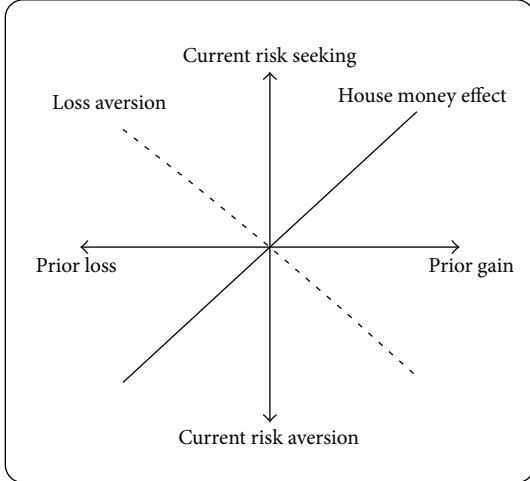 Current risk seeking
House money effect
Loss aversion
Prior loss
Prior gain
Current risk aversion